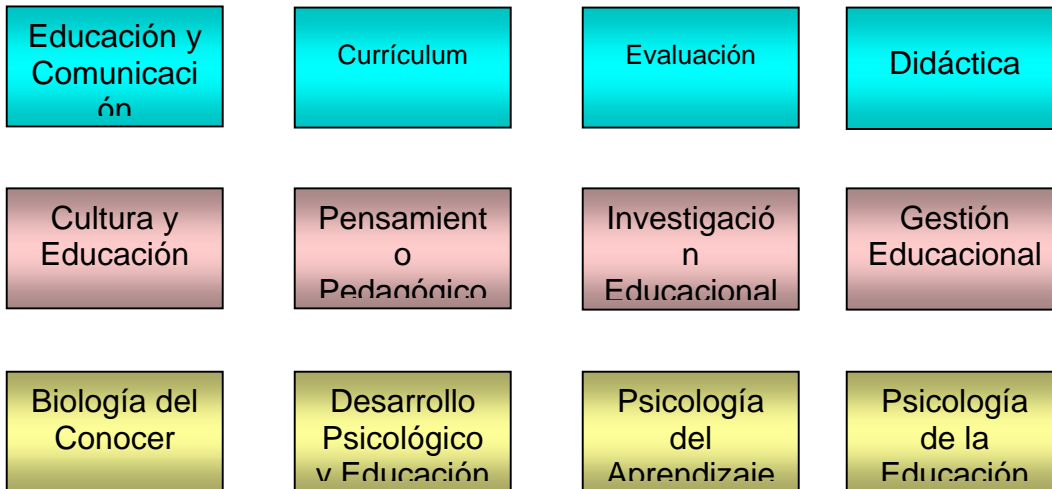 Educación y
Comunicaci
ón
Currículum
Evaluación
Didáctica
Cultura y
Educación
Pensamient
o
Pedagógico
Investigació
n
Educacional
Gestión
Educacional
Biología del
Conocer
Desarrollo
Psicológico
y Educación
Psicología
del
Aprendizaje
Psicología
de la
Educación